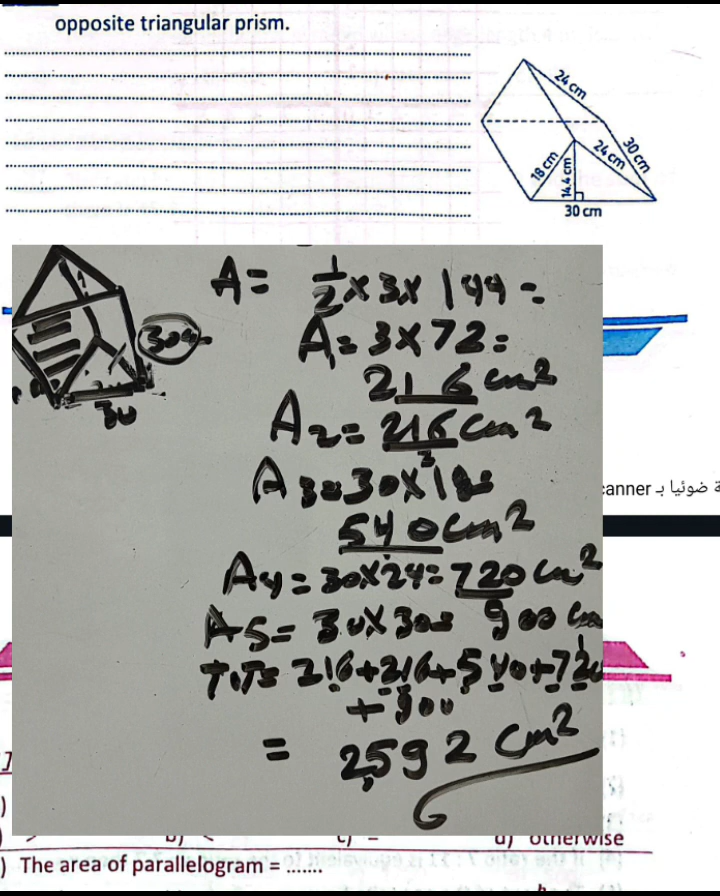 opposite triangular prism.
24 cm
30 cm
18 cm
14.4 cm
24 cm
30 cm
A = 1/2 × 3 × 144 =
A1 = 3 × 72 =
216 cm2
A2 = 216 cm2
30
A3 = 30 × 18 =
540 cm2
A4 = 30×24 = 720 cm2
A5 = 30×30 = 900 cm
T.T = 216+216+540+720
+ 900
= 2592 cm2
canner ة ضوئيا بـ
b) <
c) =
d) otherwise
) The area of parallelogram = .......